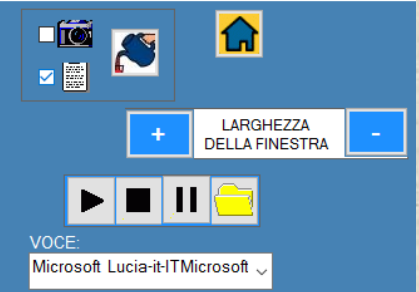 +
LARGHEZZA
DELLA FINESTRA
-
VOCE:
Microsoft Lucia-it-ITMicrosoft